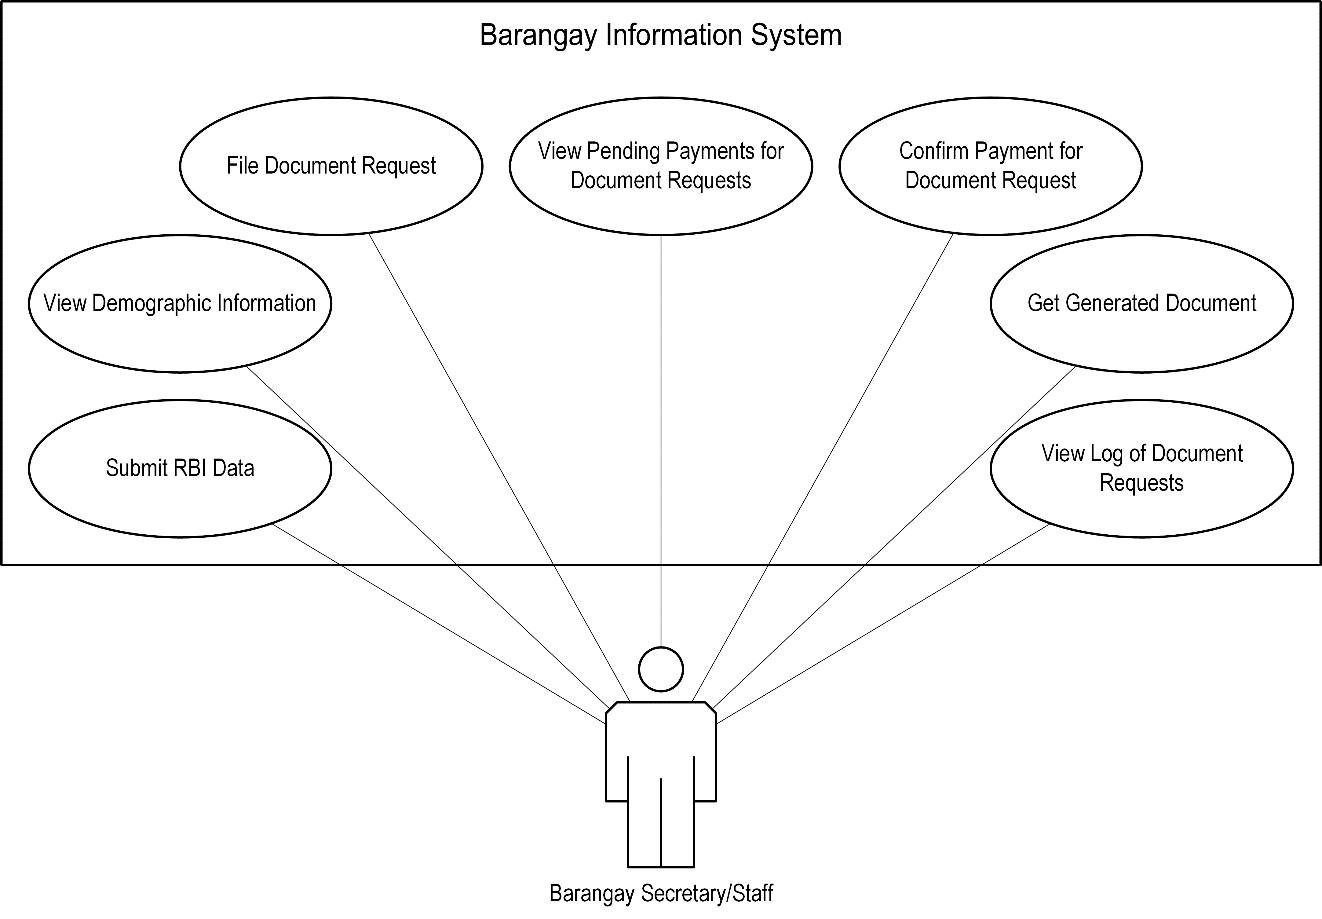 Barangay Information System
File Document Request
View Pending Payments for
Document Requests
Confirm Payment for
Document Request
View Demographic Information
Get Generated Document
Submit RBI Data
View Log of Document
Requests
Barangay Secretary/Staff